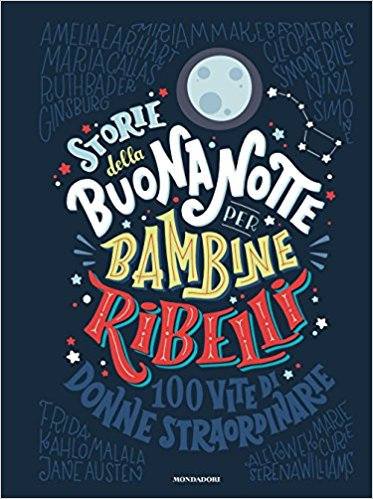 AMELIA EARHART
MARIA CALLAS
RUTH BADER
GINSBURG
MIRIAM MAKEBA
CLEOPATRA
SIMONE BILES
NINA
SIMO
STORIE
della
BUONANOTTE
PER
BAMBINE
RIBELLI
100 VITE DI
DONNE STRAORDINARIE
FRIDA
KAHLO MALALA
JANE AUSTEN
ALEK WEK MARIE
CURIE
SERENA WILLIAMS
MONDADORI